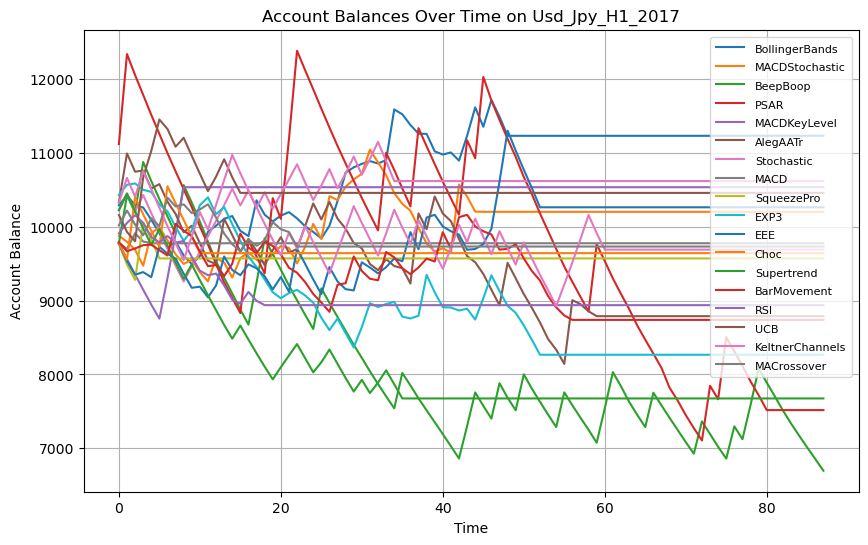 Account Balances Over Time on Usd_Jpy_H1_2017
Account Balance
12000
11000
10000
9000
8000
7000
BollingerBands
MACDStochastic
BeepBoop
PSAR
MACDKeyLevel
AlegAATr
Stochastic
MACD
SqueezePro
EXP3
EEE
Choc
Supertrend
BarMovement
RSI
UCB
KeltnerChannels
MACrossover
0 20 40 60 80
Time